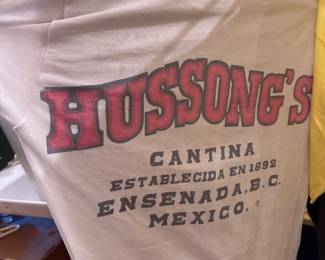 HUSSONG'S
CANTINA
ESTABLECIDA EN 1892
ENSENADA, B.C.
MEXICO.